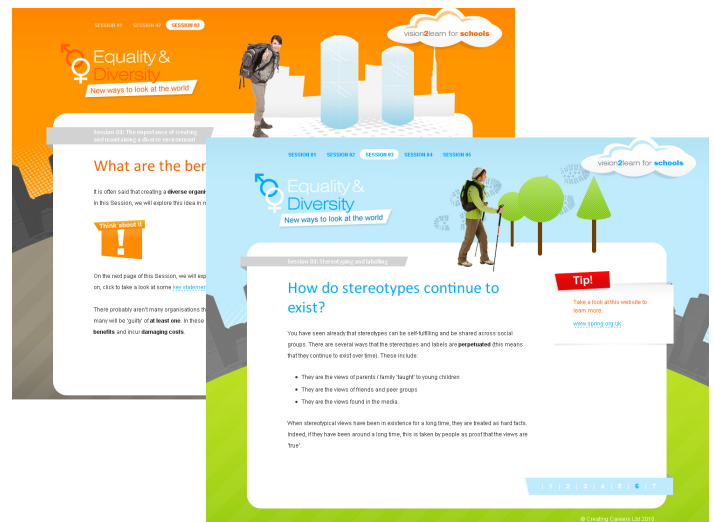 SESSION 01 SESSION 02 SESSION 03
vision2learn for schools
Equality &
Diversity
New ways to look at the world
Session 03: The importance of creating
and maintaining a diverse environment
What are the ber
It is often said that creating a diverse organis
In this Session, we will explore this idea in m
Think about it
!
On the next page of this Session, we will exp
on, click to take a look at some key statemen
There probably aren't many organisations th
many will be 'guilty' of at least one. In these
benefits and incur damaging costs.
SESSION 01 SESSION 02 SESSION 03 SESSION 04 SESSION 05
vision2learn for schools
Equality &
Diversity
New ways to look at the world
Session 03: Stereotyping and labelling
How do stereotypes continue to
exist?
You have seen already that stereotypes can be self-fulfilling and be shared across social
groups. There are several ways that the stereotypes and labels are perpetuated (this means
that they continue to exist over time). These include:
• They are the views of parents / family 'taught' to young children
• They are the views of friends and peer groups
• They are the views found in the media.
When stereotypical views have been in existence for a long time, they are treated as hard facts.
Indeed, if they have been around a long time, this is taken by people as proof that the views are
'true'.
Tip!
Take a look at this website to
learn more.
www.spring.org.uk
| 1 | 2 | 3 | 4 | 5 | 6 | 7
© Creating Careers Ltd 2010